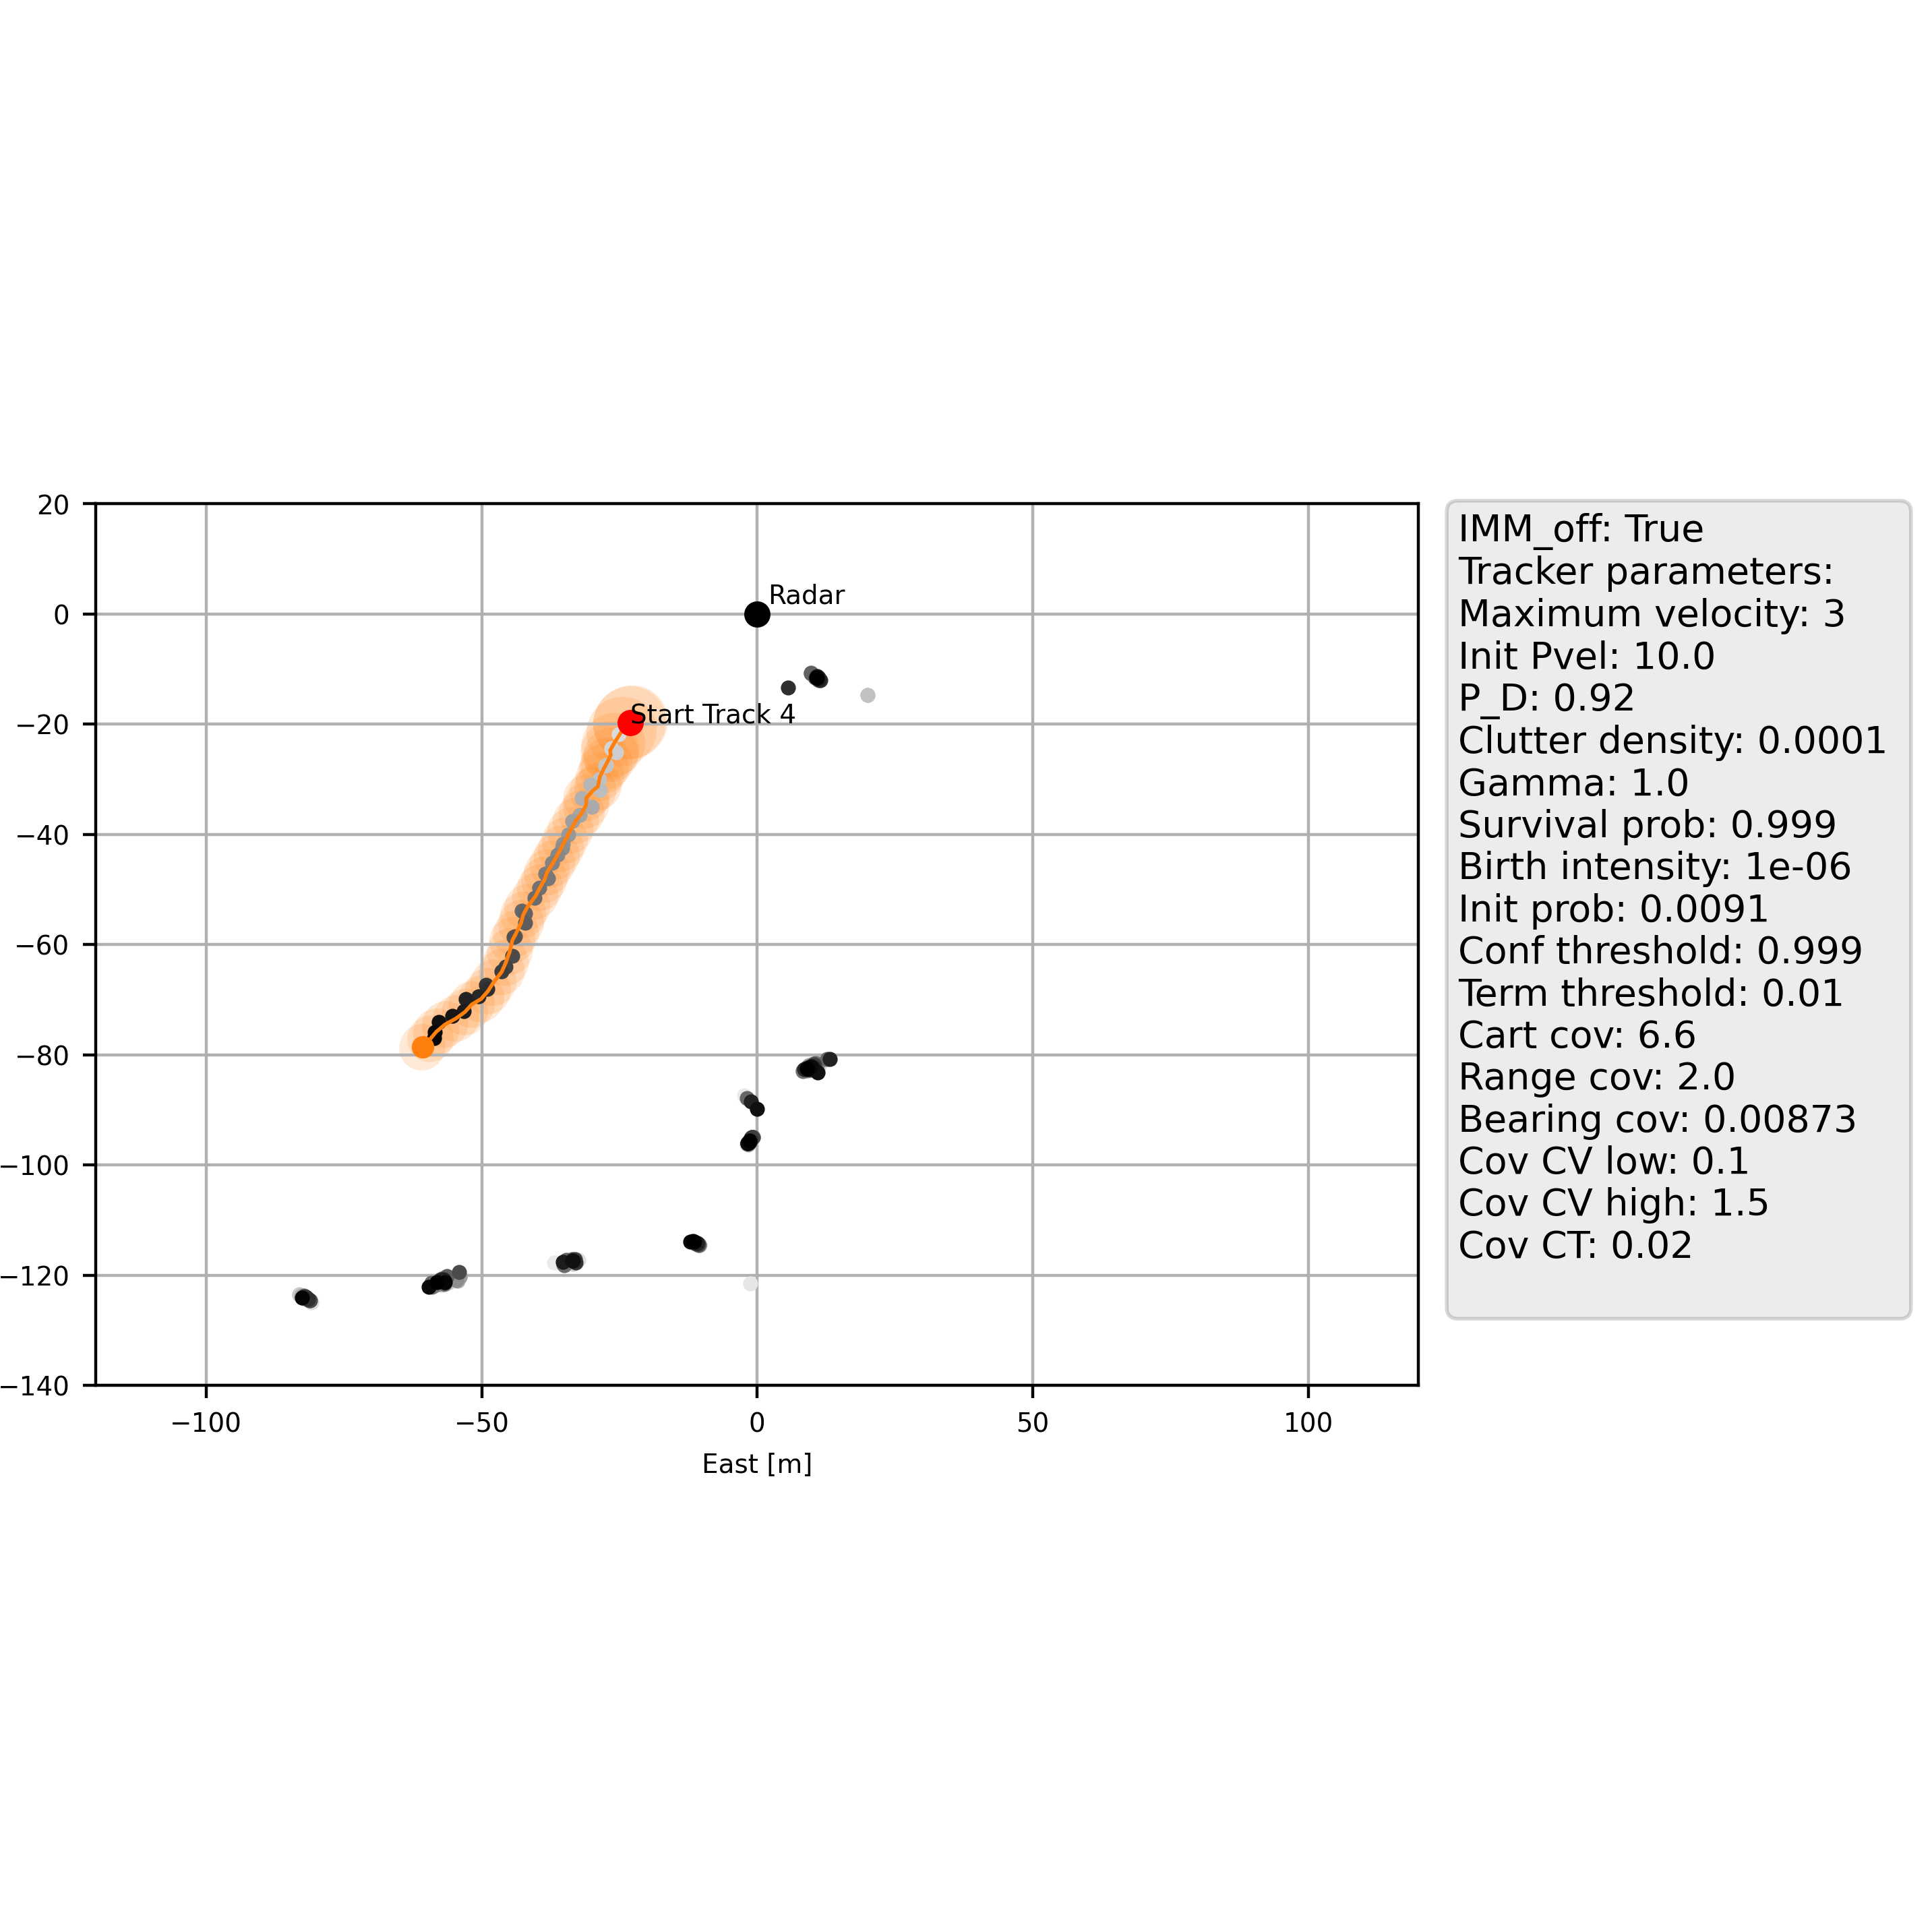 20
0
−20
−40
−60
−80
−100
−120
−140
−100
−50
0
50
100
East [m]
Radar
Start Track 4
IMM_off: True
Tracker parameters:
Maximum velocity: 3
Init Pvel: 10.0
P_D: 0.92
Clutter density: 0.0001
Gamma: 1.0
Survival prob: 0.999
Birth intensity: 1e-06
Init prob: 0.0091
Conf threshold: 0.999
Term threshold: 0.01
Cart cov: 6.6
Range cov: 2.0
Bearing cov: 0.00873
Cov CV low: 0.1
Cov CV high: 1.5
Cov CT: 0.02